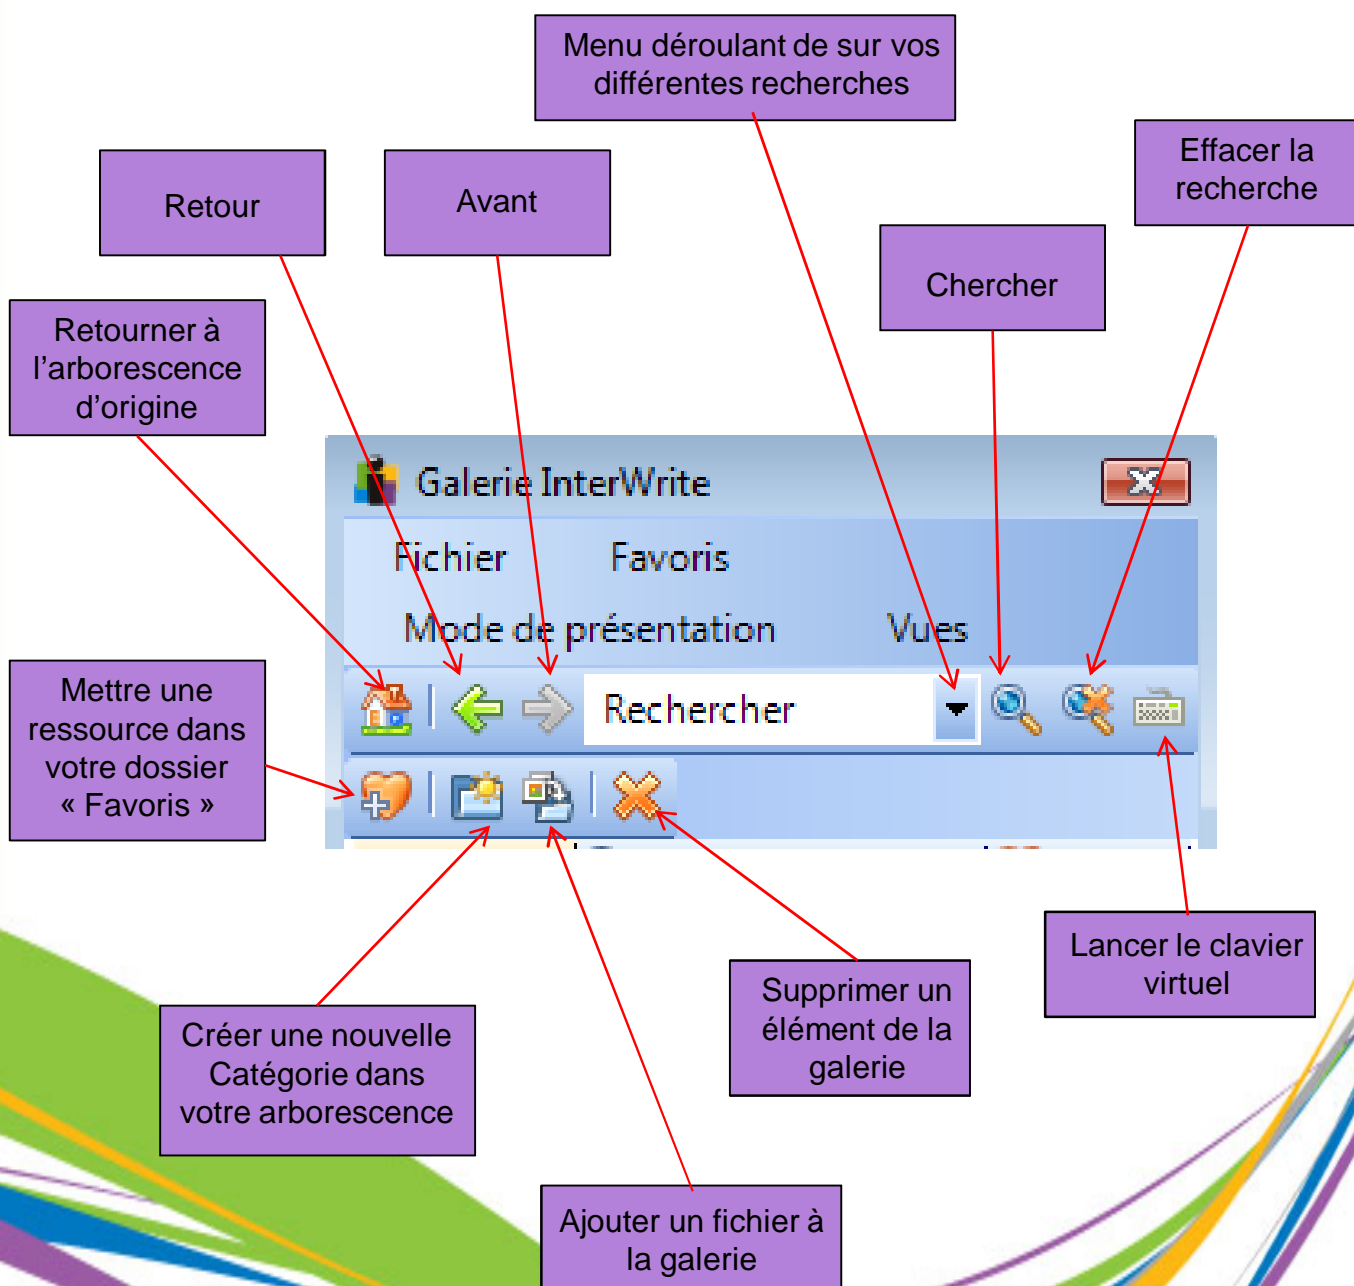 Menu déroulant de sur vos
différentes recherches
Effacer la
recherche
Retour
Avant
Chercher
Retourner à
l’arborescence
d’origine
Galerie InterWrite
Fichier Favoris
Mode de présentation Vues
Rechercher
Mettre une
ressource dans
votre dossier
« Favoris »
Lancer le clavier
virtuel
Supprimer un
élément de la
galerie
Créer une nouvelle
Catégorie dans
votre arborescence
Ajouter un fichier à
la galerie